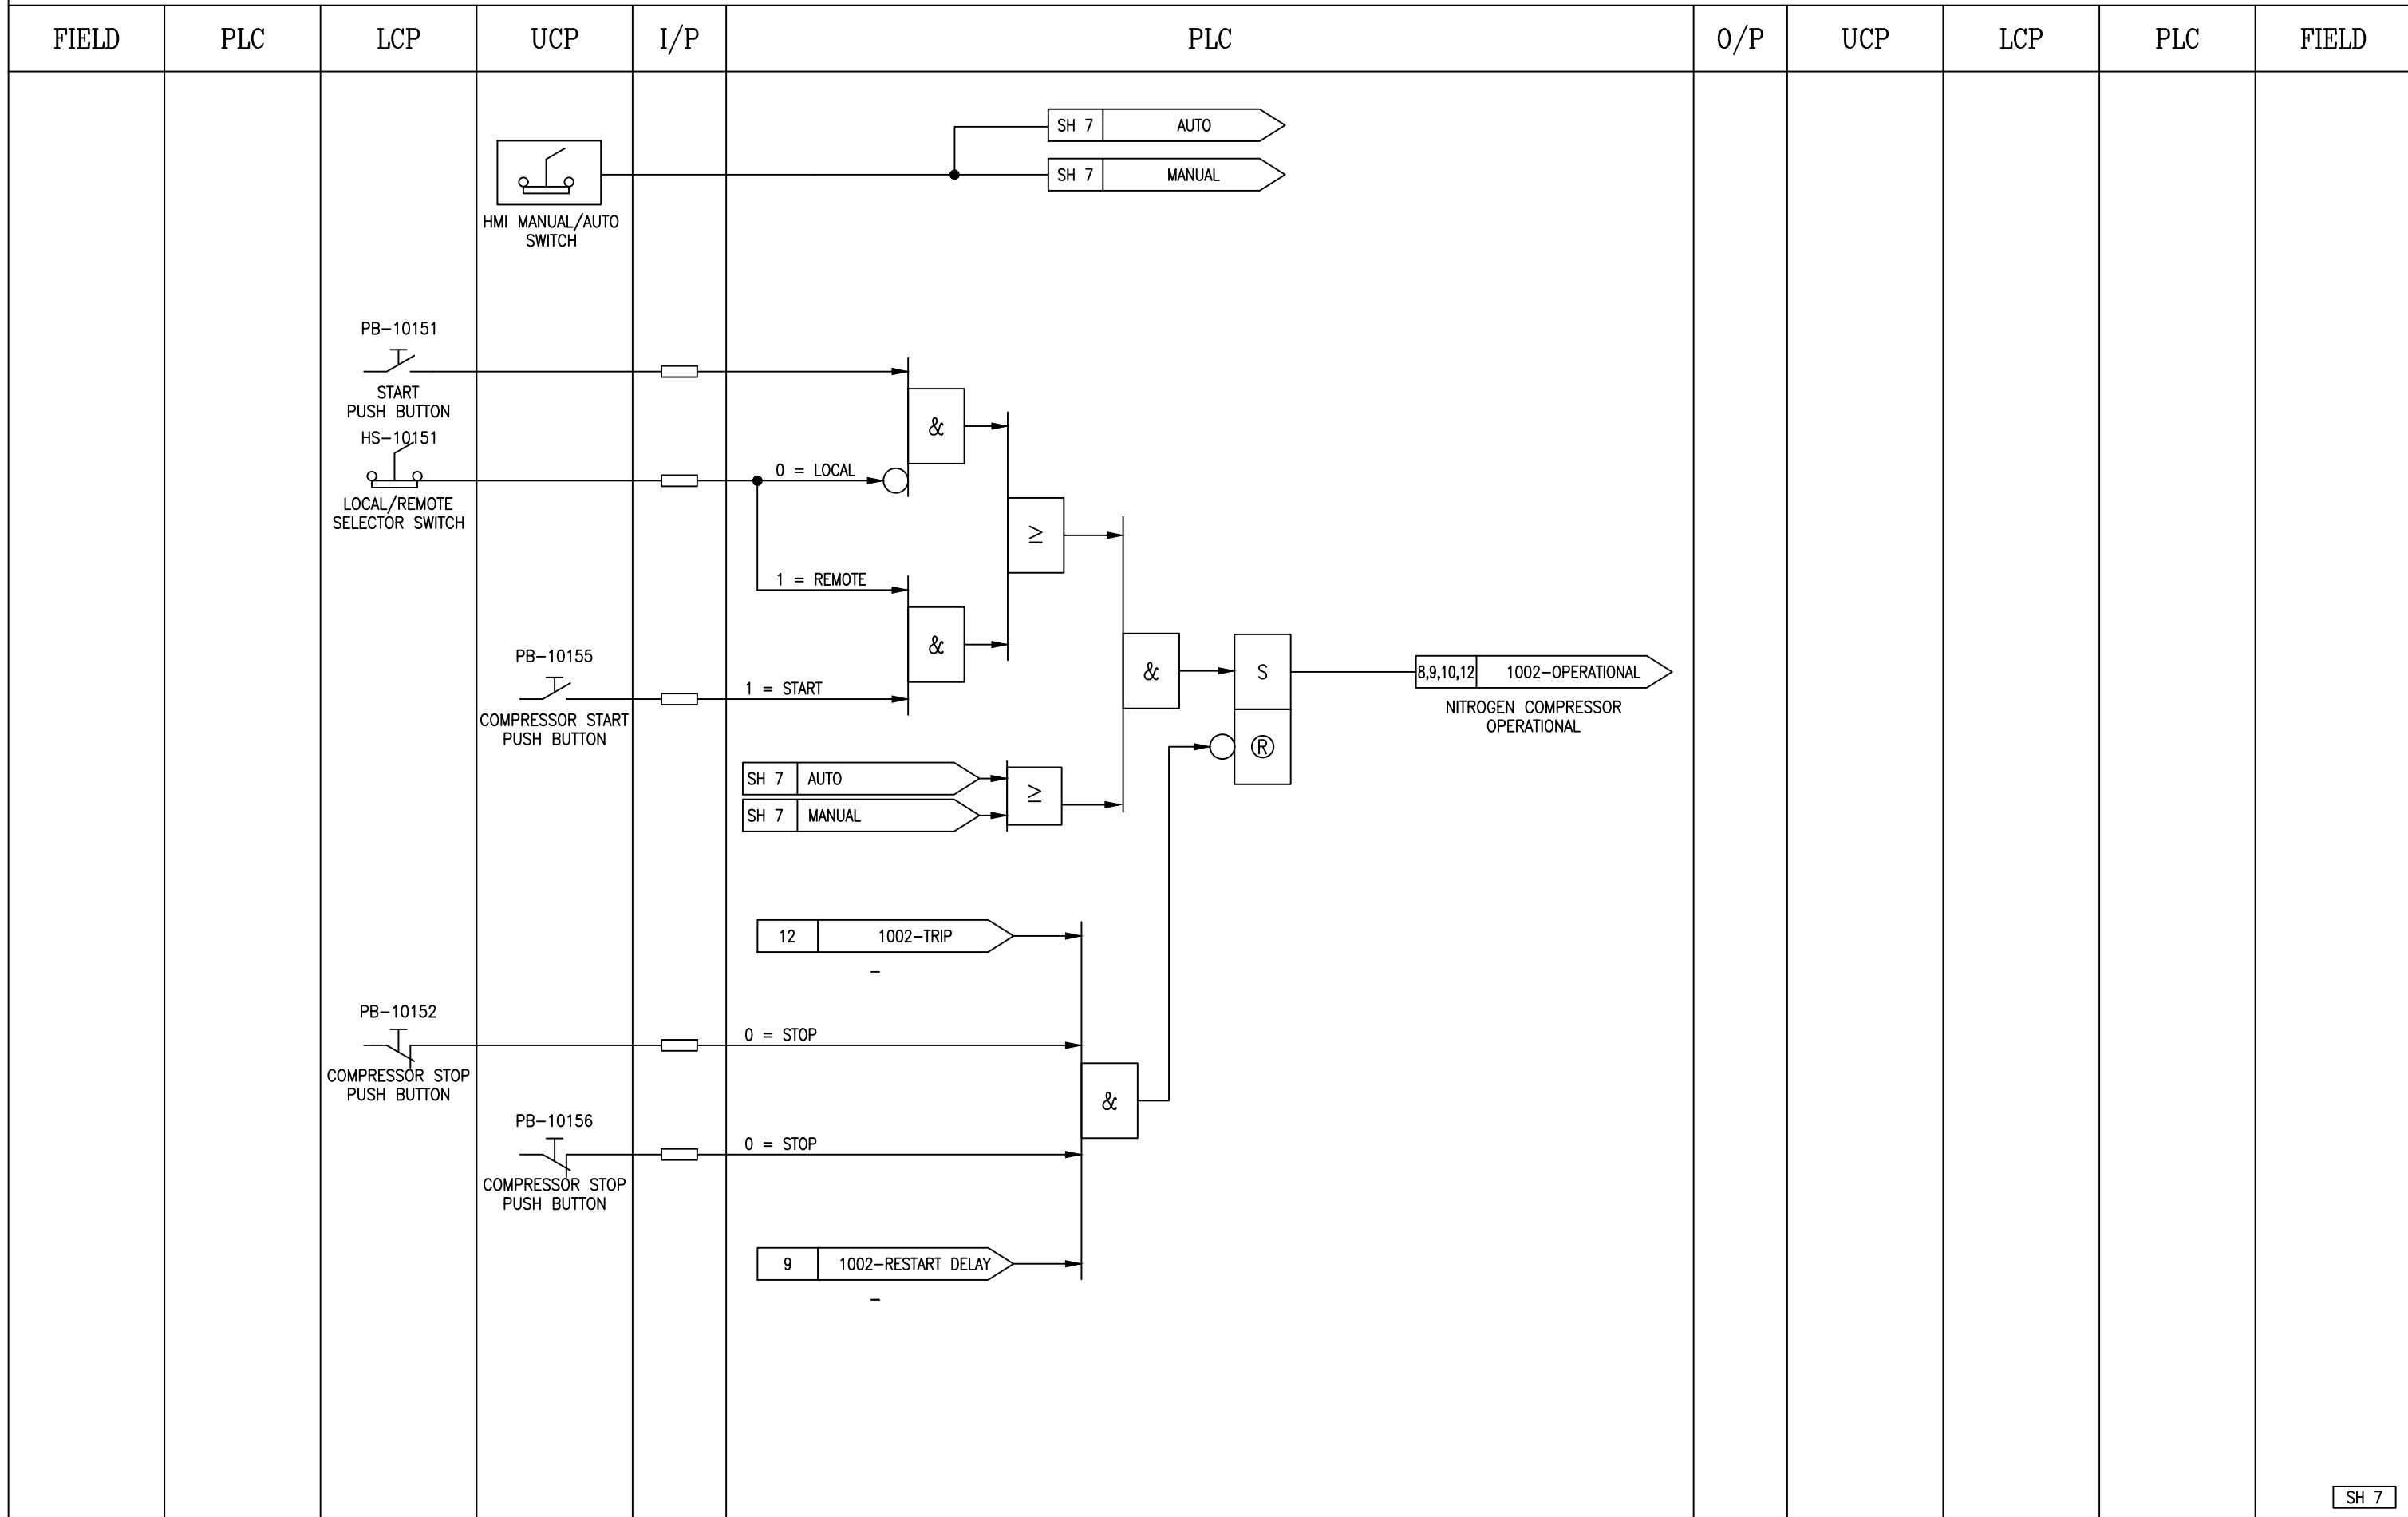 FIELD
PLC
LCP
UCP
I/P
PLC
O/P
UCP
LCP
PLC
FIELD
SH 7 AUTO
SH 7 MANUAL
HMI MANUAL/AUTO
SWITCH
PB-10151
START
PUSH BUTTON
HS-10151
LOCAL/REMOTE
SELECTOR SWITCH
&
0 = LOCAL
≥
1 = REMOTE
&
PB-10155
COMPRESSOR START
PUSH BUTTON
1 = START
&
S
Ⓡ
8,9,10,12 1002-OPERATIONAL
NITROGEN COMPRESSOR
OPERATIONAL
SH 7 AUTO
SH 7 MANUAL
≥
12 1002-TRIP
-
PB-10152
COMPRESSOR STOP
PUSH BUTTON
0 = STOP
&
PB-10156
COMPRESSOR STOP
PUSH BUTTON
0 = STOP
9 1002-RESTART DELAY
-
SH 7